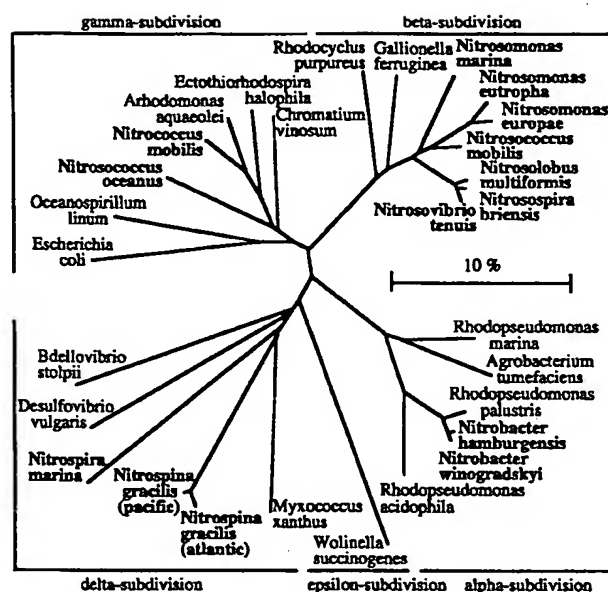 gamma-subdivision
beta-subdivision
Rhodocyclus
purpureus
Gallionella
ferruginea
Nitrosomonas
marina
Nitrosomonas
eutropha
Nitrosomonas
europae
Nitrosococcus
mobilis
Nitrosolobus
multiformis
Nitrosospira
briensis
Nitrosovibrio
tenuis
Ectothiorhodospira
halophila
Arhodomonas
aquaeolei
Chromatium
vinosum
Nitrococcus
mobilis
Nitrosococcus
oceanus
Oceanospirillum
linum
Escherichia
coli
10 %
Bdellovibrio
stolpii
Desulfovibrio
vulgaris
Nitrospira
marina
Nitrospina
gracilis
(pacific)
Nitrospina
gracilis
(atlantic)
Myxococcus
xanthus
Wolinella
succinogenes
Rhodopseudomonas
marina
Agrobacterium
tumefaciens
Rhodopseudomonas
palustris
Nitrobacter
hamburgensis
Nitrobacter
winogradskyi
Rhodopseudomonas
acidophila
delta-subdivision
epsilon-subdivision
alpha-subdivision